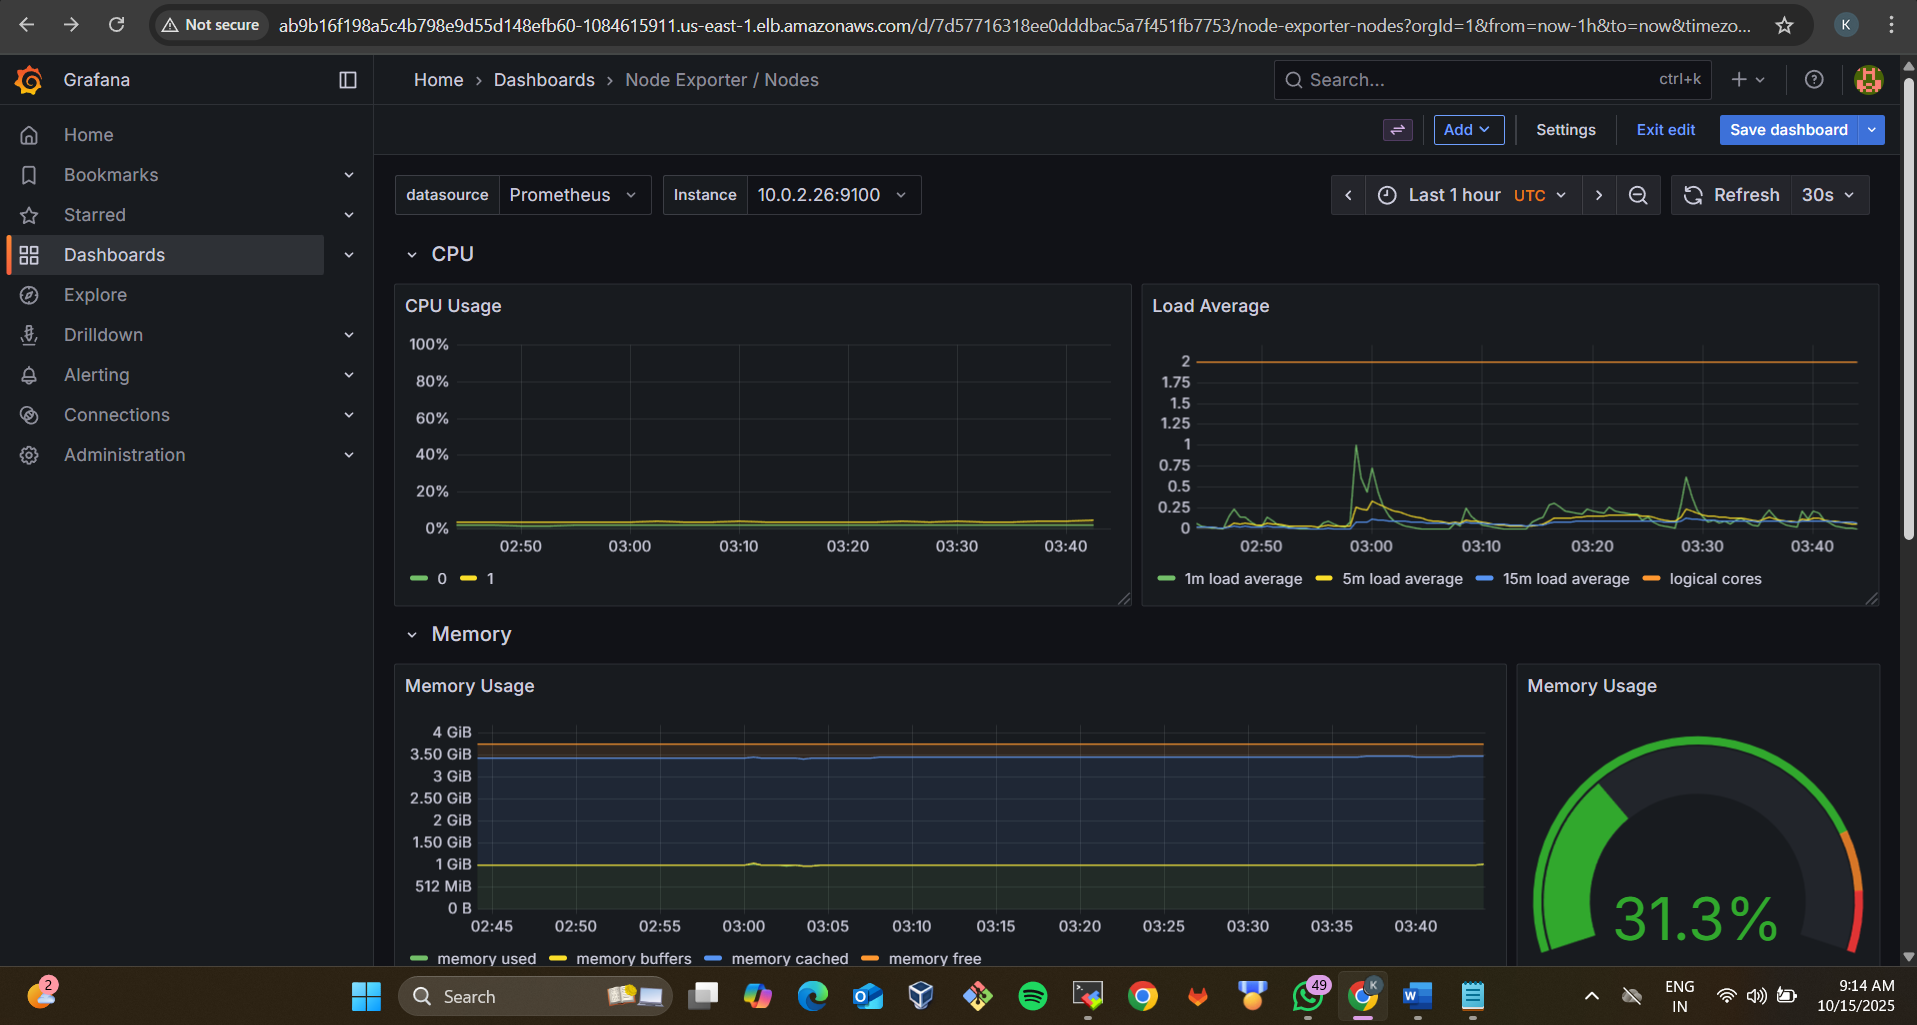 Not secure ab9b16f198a5c4b798e9d55d148efb60-1084615911.us-east-1.elb.amazonaws.com/d/7d57716318ee0dddbac5a7f451fb7753/node-exporter-nodes?orgId=1&from=now-1h&to=now&timezo... K
Grafana
Home › Dashboards › Node Exporter / Nodes
Search... ctrl+k
Home
Bookmarks
Starred
Dashboards
Explore
Drilldown
Alerting
Connections
Administration
Add Settings Exit edit Save dashboard
datasource Prometheus Instance 10.0.2.26:9100
Last 1 hour UTC Refresh 30s
CPU
CPU Usage
100%
80%
60%
40%
20%
0%
02:50 03:00 03:10 03:20 03:30 03:40
0 1
Load Average
2
1.75
1.5
1.25
1
0.75
0.5
0.25
0
02:50 03:00 03:10 03:20 03:30 03:40
1m load average 5m load average 15m load average logical cores
Memory
Memory Usage
4 GiB
3.50 GiB
3 GiB
2.50 GiB
2 GiB
1.50 GiB
1 GiB
512 MiB
0 B
02:45 02:50 02:55 03:00 03:05 03:10 03:15 03:20 03:25 03:30 03:35 03:40
memory used memory buffers memory cached memory free
Memory Usage
31.3%
2
Search
49
K
ENG
IN
9:14 AM
10/15/2025